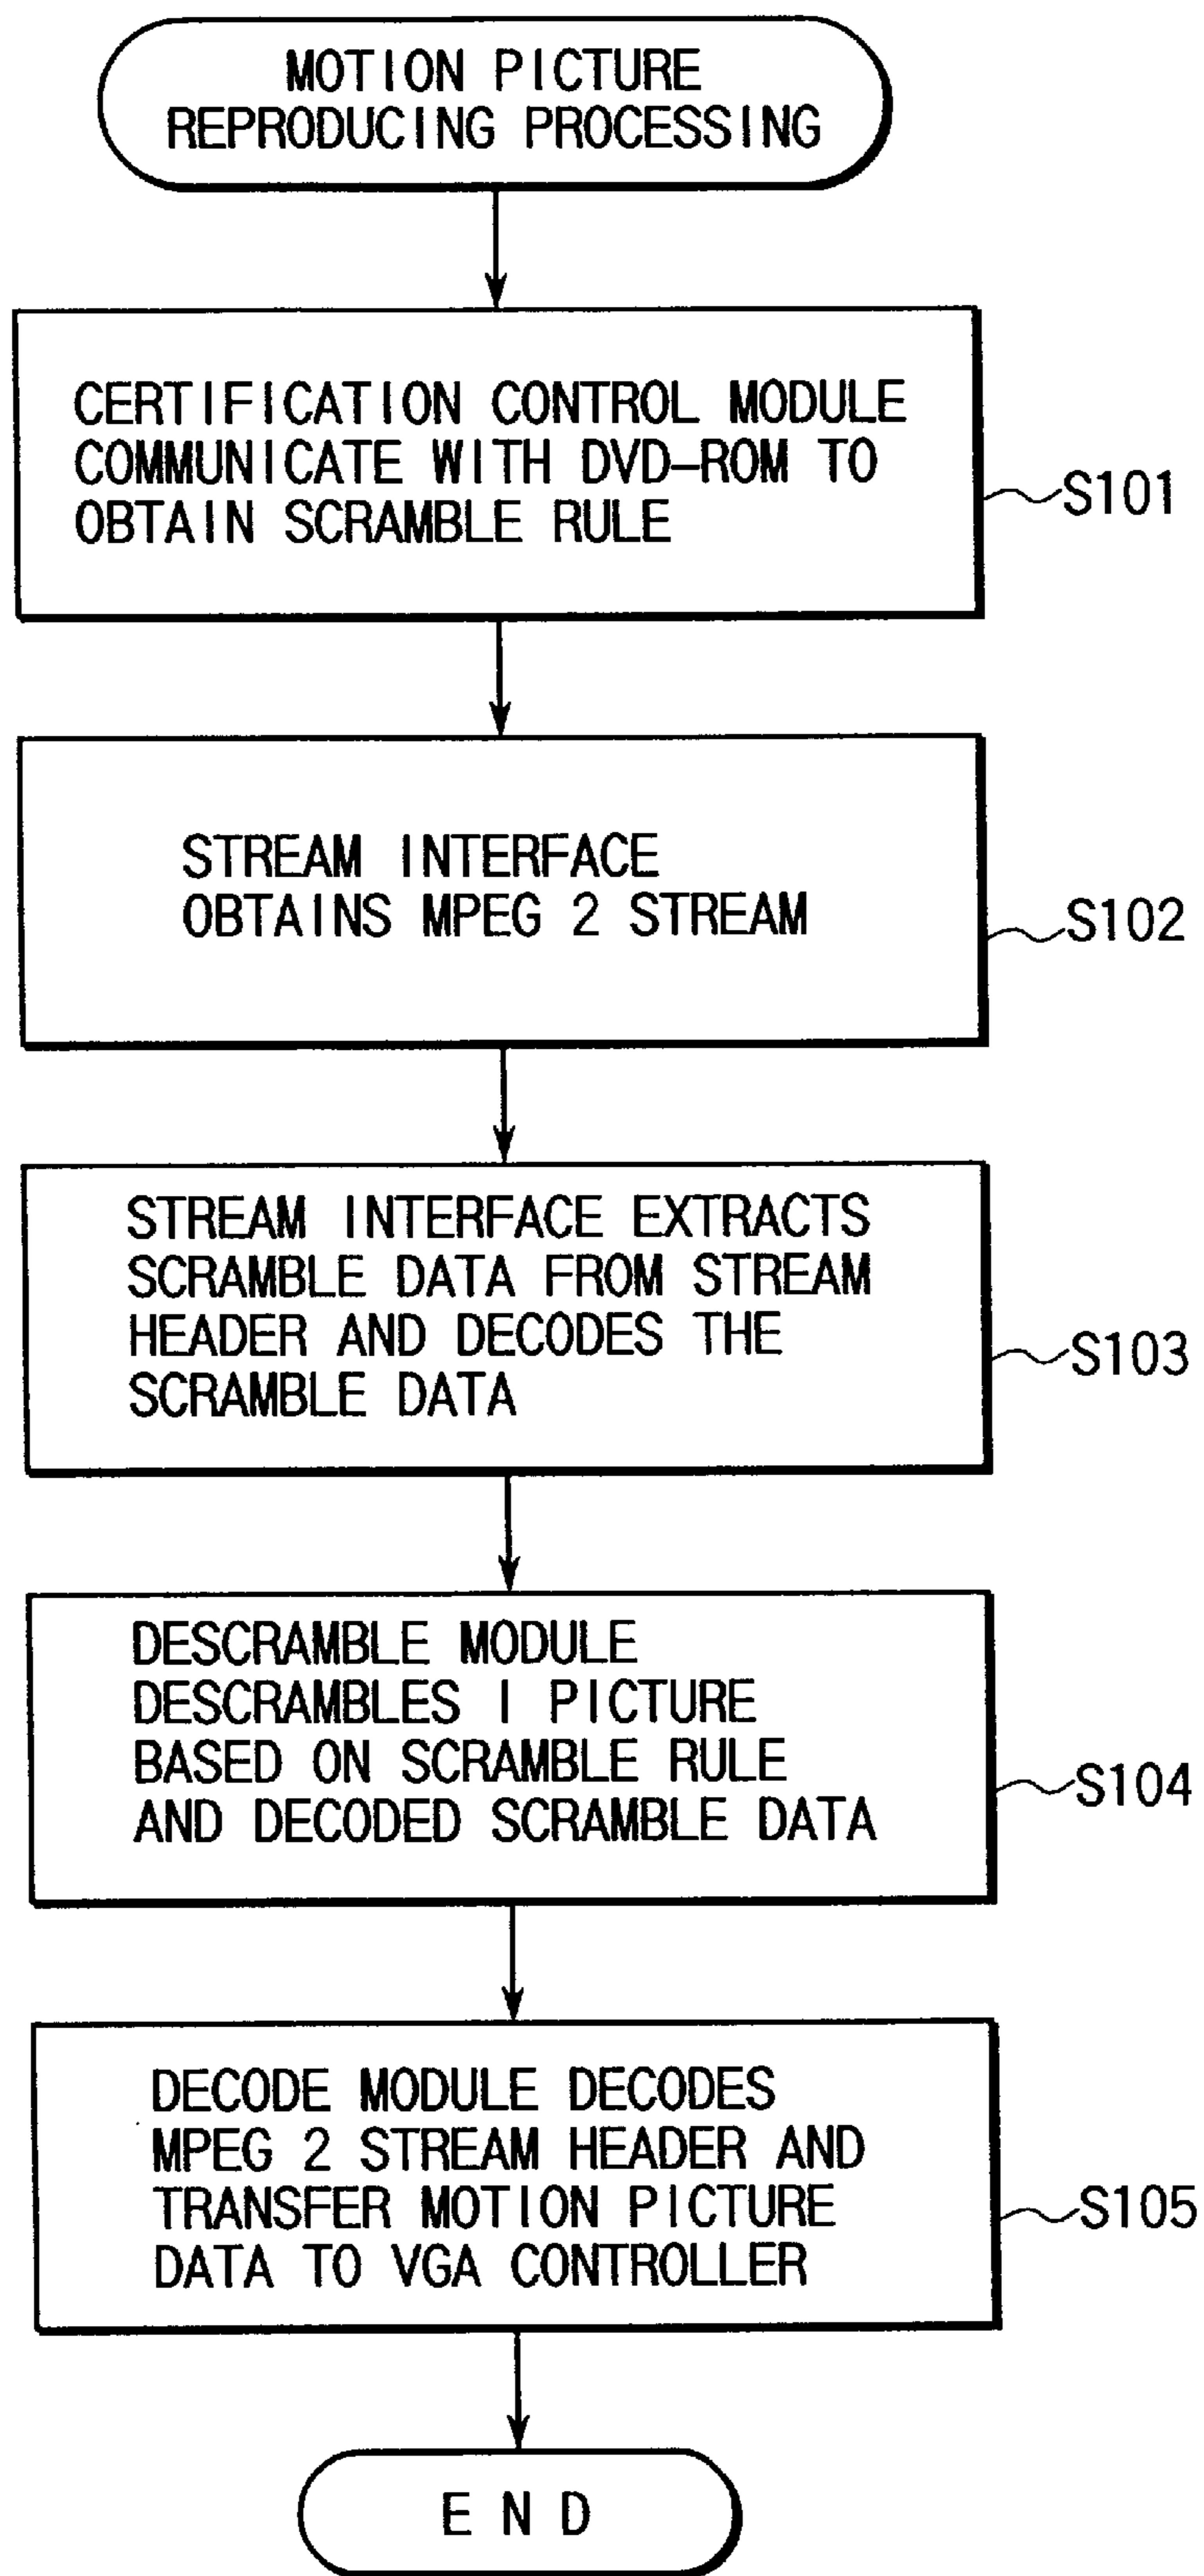 MOTION PICTURE
REPRODUCING PROCESSING
CERTIFICATION CONTROL MODULE
COMMUNICATE WITH DVD-ROM TO
OBTAIN SCRAMBLE RULE
S101
STREAM INTERFACE
OBTAINS MPEG 2 STREAM
S102
STREAM INTERFACE EXTRACTS
SCRAMBLE DATA FROM STREAM
HEADER AND DECODES THE
SCRAMBLE DATA
S103
DESCRAMBLE MODULE
DESCRAMBLES I PICTURE
BASED ON SCRAMBLE RULE
AND DECODED SCRAMBLE DATA
S104
DECODE MODULE DECODES
MPEG 2 STREAM HEADER AND
TRANSFER MOTION PICTURE
DATA TO VGA CONTROLLER
S105
END